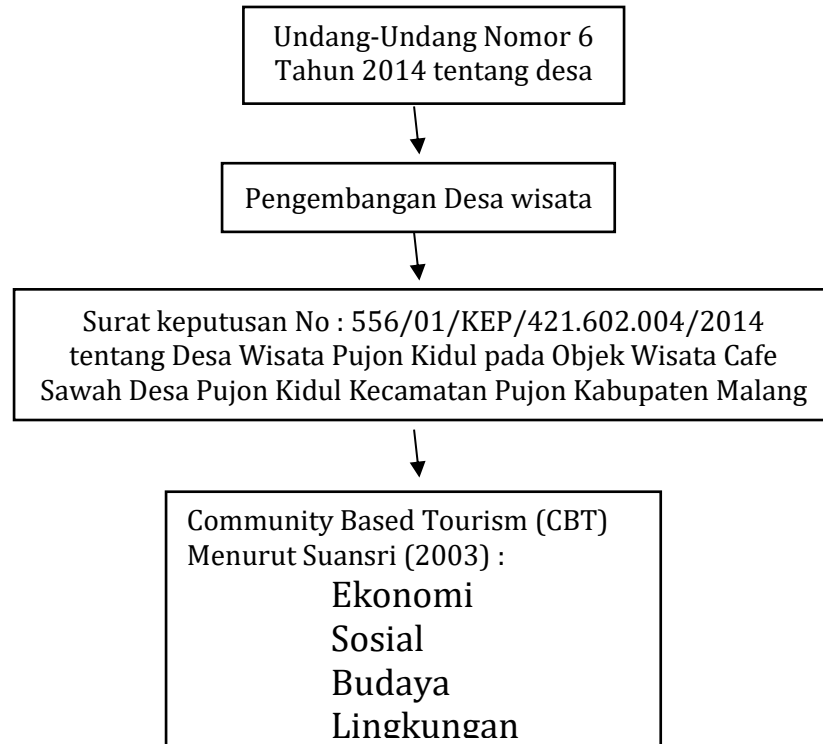 Undang-Undang Nomor 6
Tahun 2014 tentang desa
Pengembangan Desa wisata
Surat keputusan No : 556/01/KEP/421.602.004/2014
tentang Desa Wisata Pujon Kidul pada Objek Wisata Cafe
Sawah Desa Pujon Kidul Kecamatan Pujon Kabupaten Malang
Community Based Tourism (CBT)
Menurut Suansri (2003) :
Ekonomi
Sosial
Budaya
Lingkungan